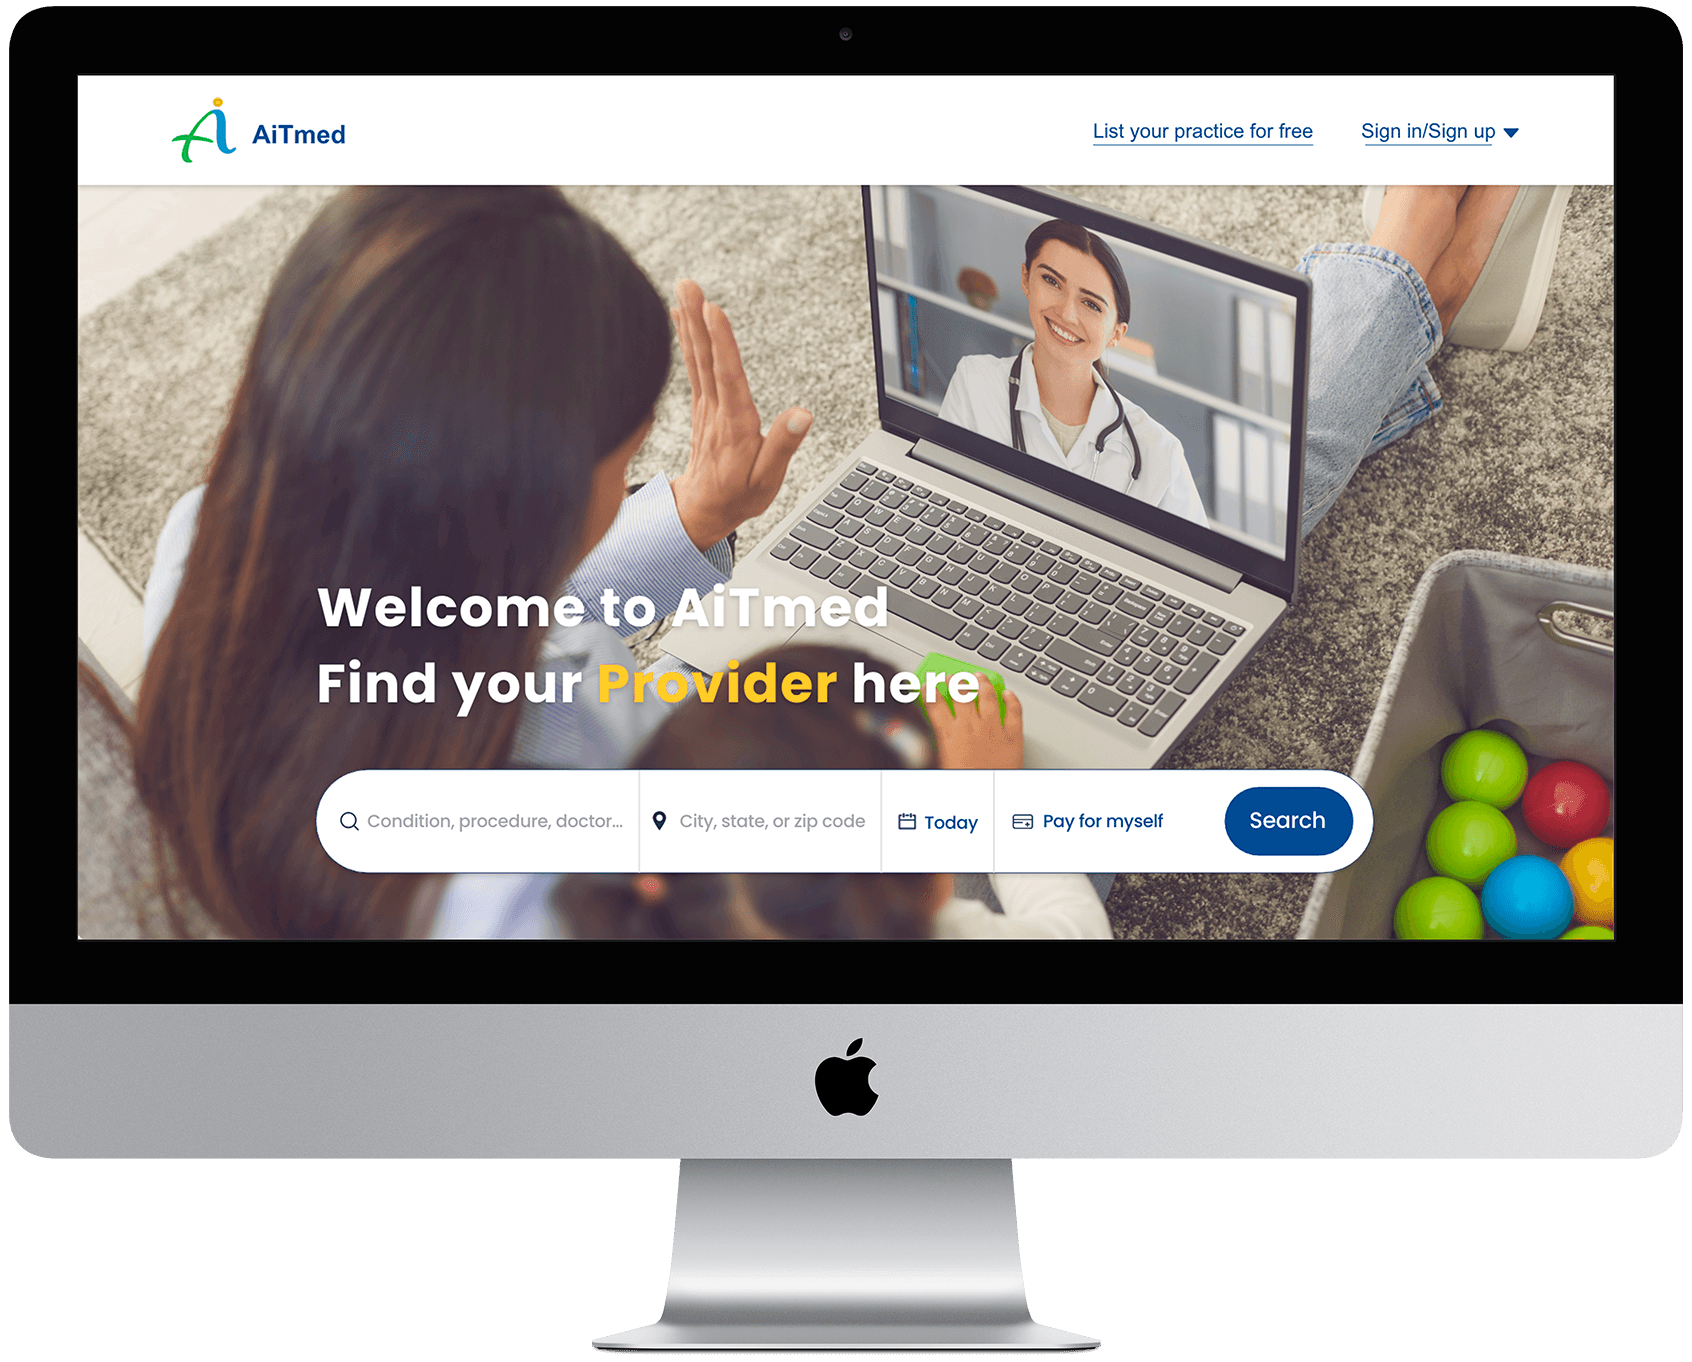 AiTmed
List your practice for free
Sign in/Sign up
Welcome to AiTmed
Find your Provider here
Condition, procedure, doctor...
City, state, or zip code
Today
Pay for myself
Search